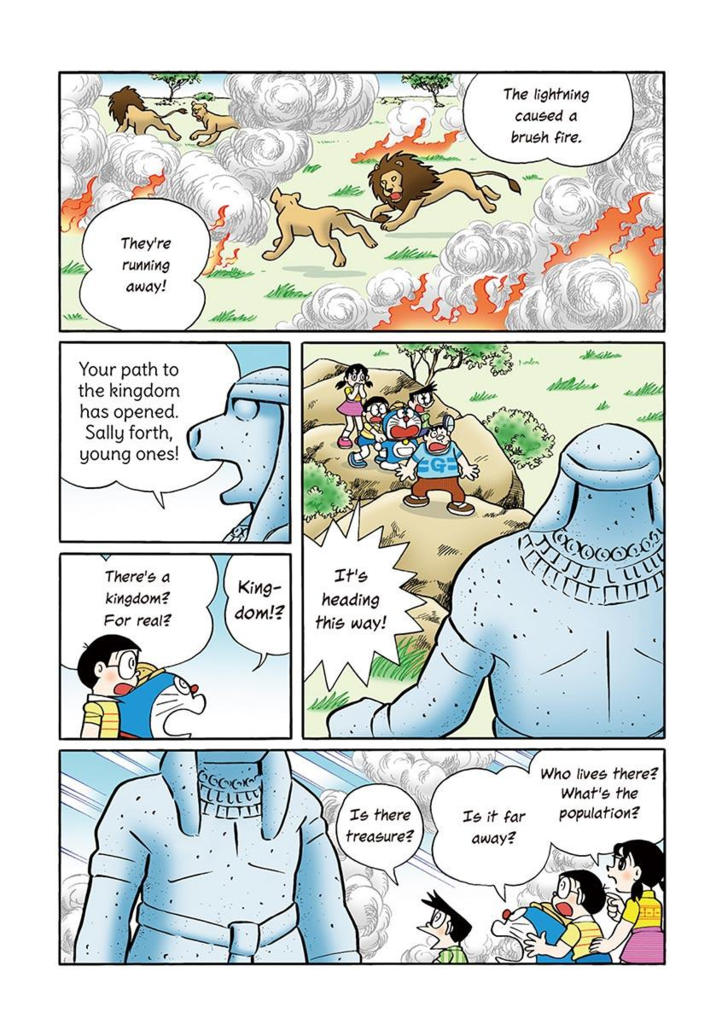 The lightning
caused a
brush fire.
They're
running
away!
Your path to
the kingdom
has opened.
Sally forth,
young ones!
G
It's
heading
this way!
There's a
kingdom?
For real?
King-
dom!?
Is there
treasure?
Is it far
away?
Who lives there?
What's the
population?